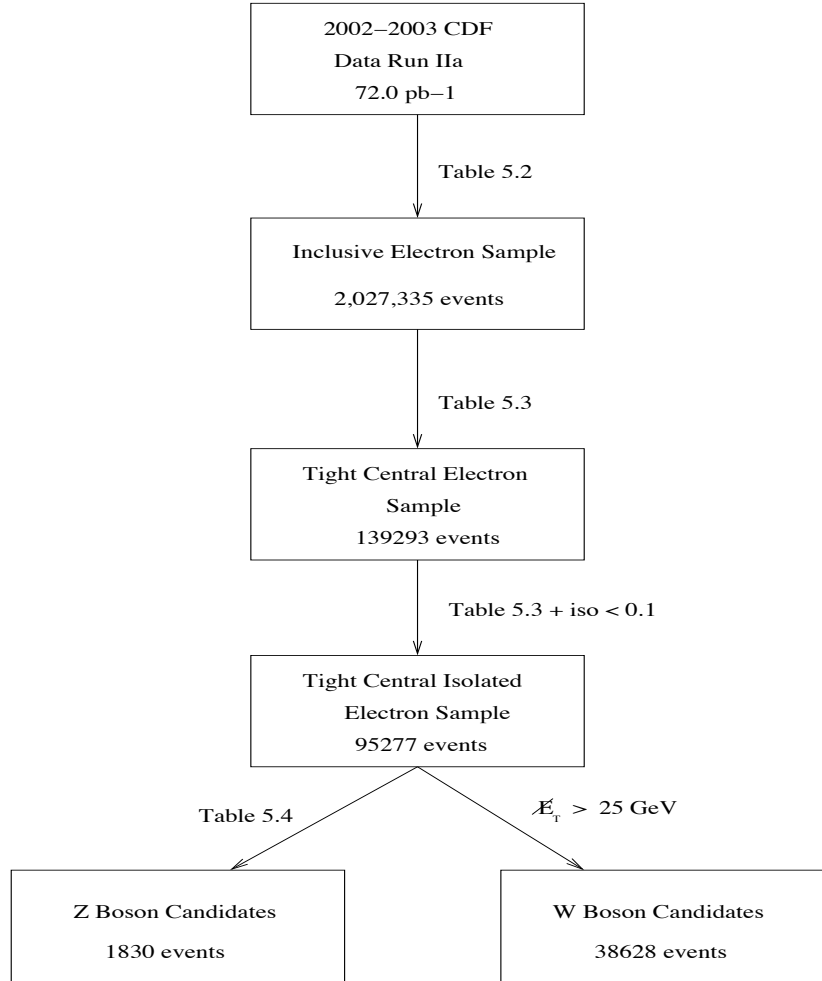 2002–2003 CDF
Data Run IIa
72.0 pb–1
Table 5.2
Inclusive Electron Sample
2,027,335 events
Table 5.3
Tight Central Electron
Sample
139293 events
Table 5.3 + iso < 0.1
Tight Central Isolated
Electron Sample
95277 events
Table 5.4
E̸_T > 25 GeV
Z Boson Candidates
1830 events
W Boson Candidates
38628 events